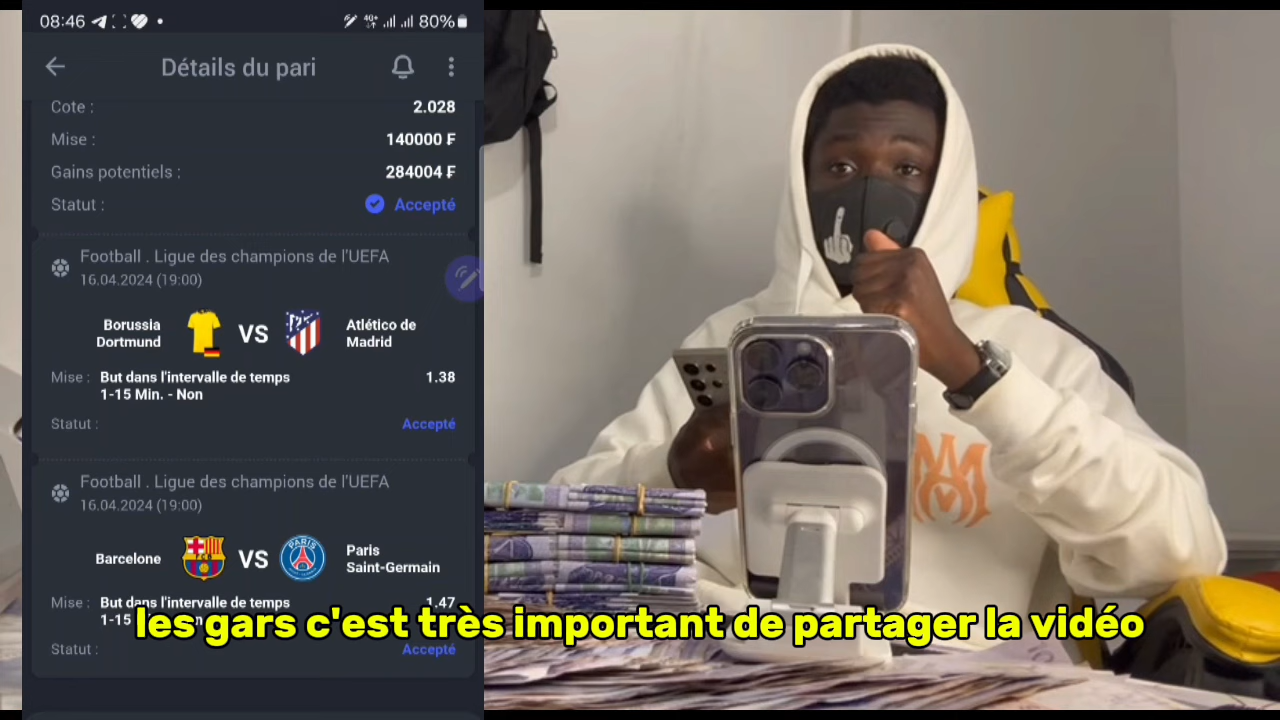 08:46
4G+
80%
Détails du pari
Cote :
2.028
Mise :
140000 ₣
Gains potentiels :
284004 ₣
Statut :
Accepté
Football . Ligue des champions de l'UEFA
16.04.2024 (19:00)
Borussia
Dortmund
VS
Atlético de
Madrid
Mise :
But dans l'intervalle de temps
1-15 Min. - Non
1.38
Statut :
Accepté
Football . Ligue des champions de l'UEFA
16.04.2024 (19:00)
Barcelone
VS
PARIS
Paris
Saint-Germain
Mise :
But dans l'intervalle de temps
1.47
les gars c'est très important de partager la vidéo
Statut :
Accepté